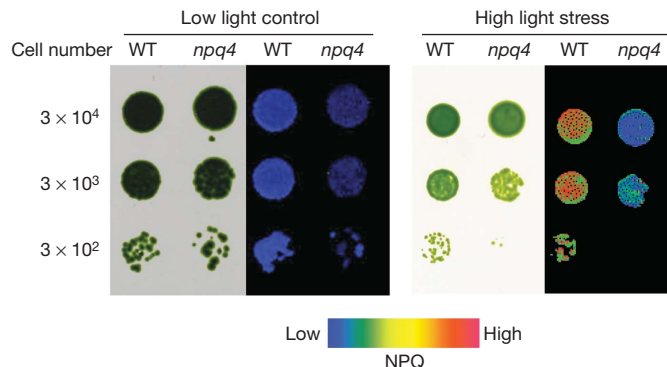 Low light control High light stress
Cell number WT npq4 WT npq4 WT npq4 WT npq4
3 × 10⁴
3 × 10³
3 × 10²
Low High
NPQ